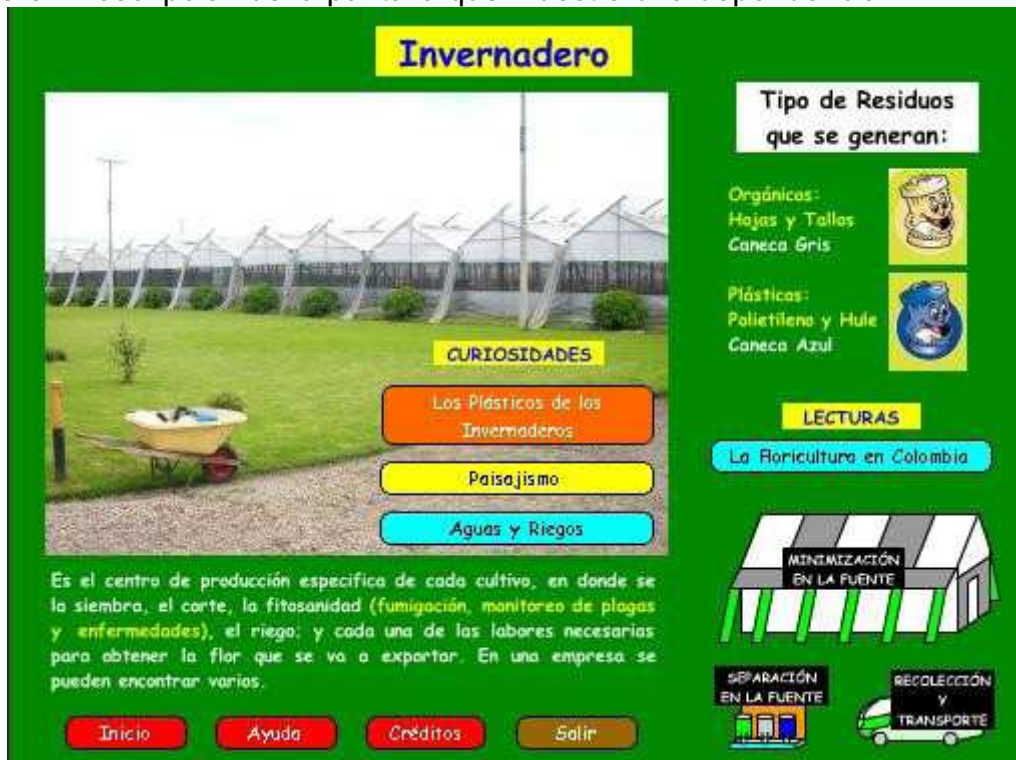 Invernadero
Tipo de Residuos
que se generan:
Orgánicos:
Hojas y Tallos
Caneca Gris
Plásticos:
Polietileno y Hule
Caneca Azul
CURIOSIDADES
Los Plásticos de los
Invernaderos
Paisajismo
Aguas y Riegos
LECTURAS
La floricultura en Colombia
MINIMIZACIÓN
EN LA FUENTE
Es el centro de producción especifica de cada cultivo, en donde se
la siembra, el corte, la fitosanidad (fumigación, monitoreo de plagas
y enfermedades), el riego; y cada una de las labores necesarias
para obtener la flor que se va a exportar. En una empresa se
pueden encontrar varios.
SEPARACIÓN
EN LA FUENTE
RECOLECCIÓN
Y
TRANSPORTE
Inicio
Ayuda
Créditos
Salir